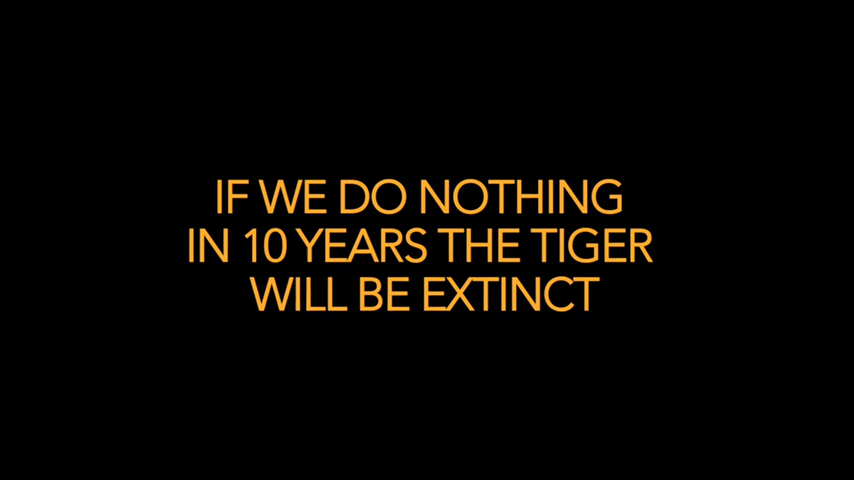 IF WE DO NOTHING
IN 10 YEARS THE TIGER
WILL BE EXTINCT